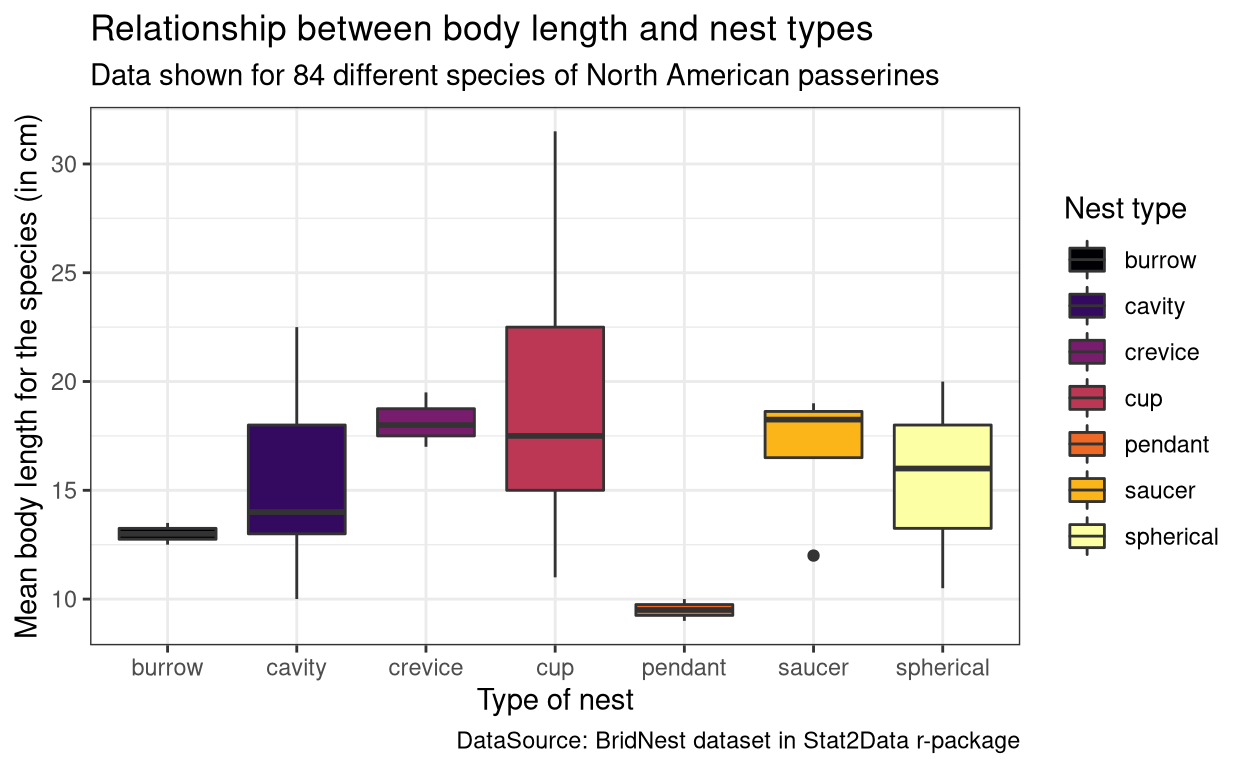 Relationship between body length and nest types
Data shown for 84 different species of North American passerines
Mean body length for the species (in cm)
30
25
20
15
10
burrow cavity crevice cup pendant saucer spherical
Type of nest
DataSource: BridNest dataset in Stat2Data r-package
Nest type
burrow
cavity
crevice
cup
pendant
saucer
spherical